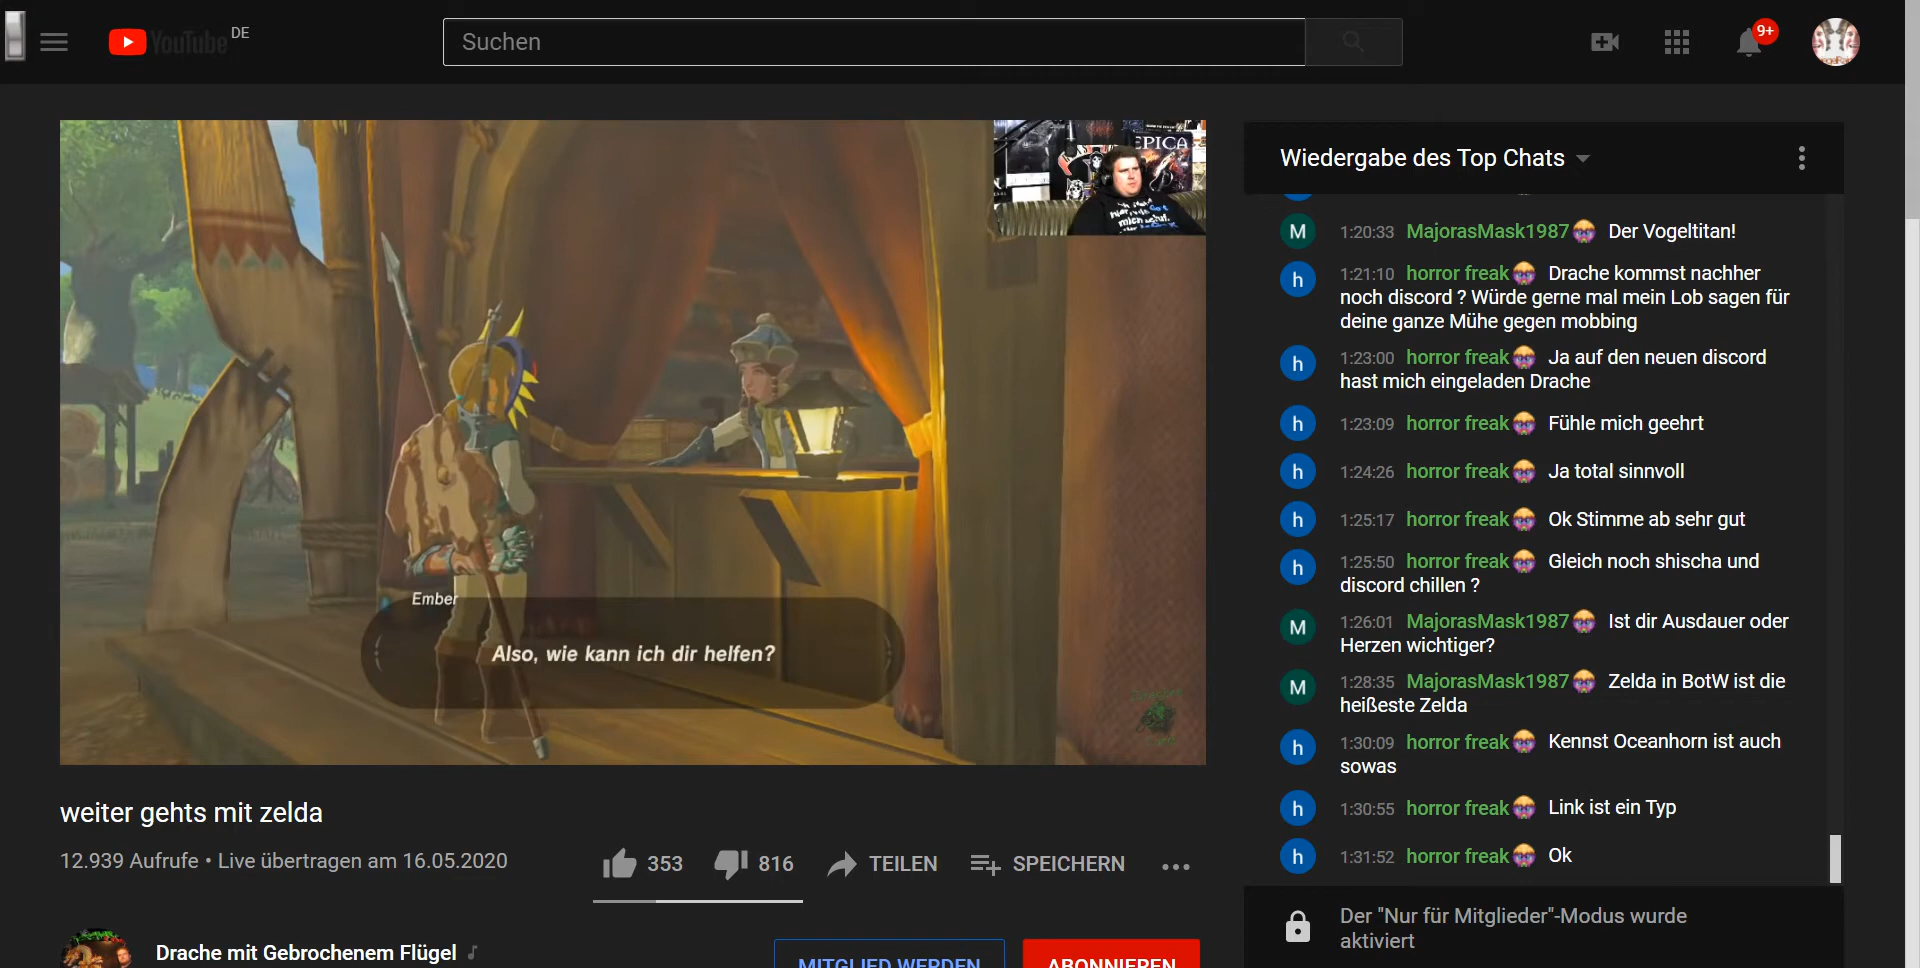 YouTube DE
Suchen
9+
EPICA
Ember
Also, wie kann ich dir helfen?
weiter gehts mit zelda
12.939 Aufrufe • Live übertragen am 16.05.2020
353
816
TEILEN
SPEICHERN
Drache mit Gebrochenem Flügel
MITGLIED WERDEN
ABONNIEREN
Wiedergabe des Top Chats
M
1:20:33 MajorasMask1987 Der Vogeltitan!
h
1:21:10 horror freak Drache kommst nachher
noch discord ? Würde gerne mal mein Lob sagen für
deine ganze Mühe gegen mobbing
h
1:23:00 horror freak Ja auf den neuen discord
hast mich eingeladen Drache
h
1:23:09 horror freak Fühle mich geehrt
h
1:24:26 horror freak Ja total sinnvoll
h
1:25:17 horror freak Ok Stimme ab sehr gut
h
1:25:50 horror freak Gleich noch shischa und
discord chillen ?
M
1:26:01 MajorasMask1987 Ist dir Ausdauer oder
Herzen wichtiger?
M
1:28:35 MajorasMask1987 Zelda in BotW ist die
heißeste Zelda
h
1:30:09 horror freak Kennst Oceanhorn ist auch
sowas
h
1:30:55 horror freak Link ist ein Typ
h
1:31:52 horror freak Ok
Der "Nur für Mitglieder"-Modus wurde
aktiviert